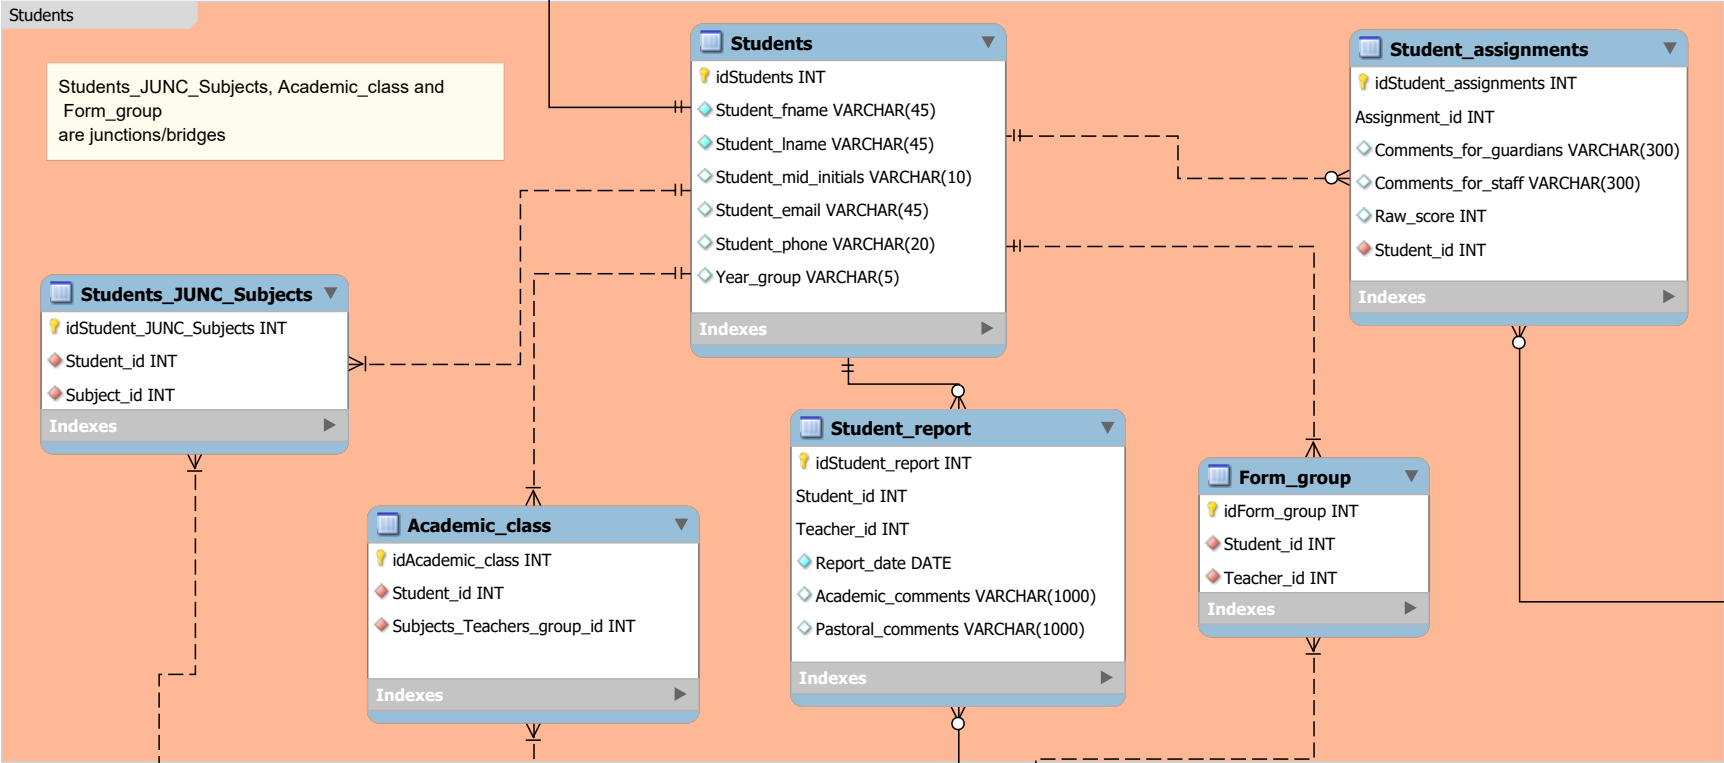 Students
Students_JUNC_Subjects, Academic_class and
Form_group
are junctions/bridges
Students
idStudents INT
Student_fname VARCHAR(45)
Student_lname VARCHAR(45)
Student_mid_initials VARCHAR(10)
Student_email VARCHAR(45)
Student_phone VARCHAR(20)
Year_group VARCHAR(5)
Indexes
Student_assignments
idStudent_assignments INT
Assignment_id INT
Comments_for_guardians VARCHAR(300)
Comments_for_staff VARCHAR(300)
Raw_score INT
Student_id INT
Indexes
Students_JUNC_Subjects
idStudent_JUNC_Subjects INT
Student_id INT
Subject_id INT
Indexes
Academic_class
idAcademic_class INT
Student_id INT
Subjects_Teachers_group_id INT
Indexes
Student_report
idStudent_report INT
Student_id INT
Teacher_id INT
Report_date DATE
Academic_comments VARCHAR(1000)
Pastoral_comments VARCHAR(1000)
Indexes
Form_group
idForm_group INT
Student_id INT
Teacher_id INT
Indexes